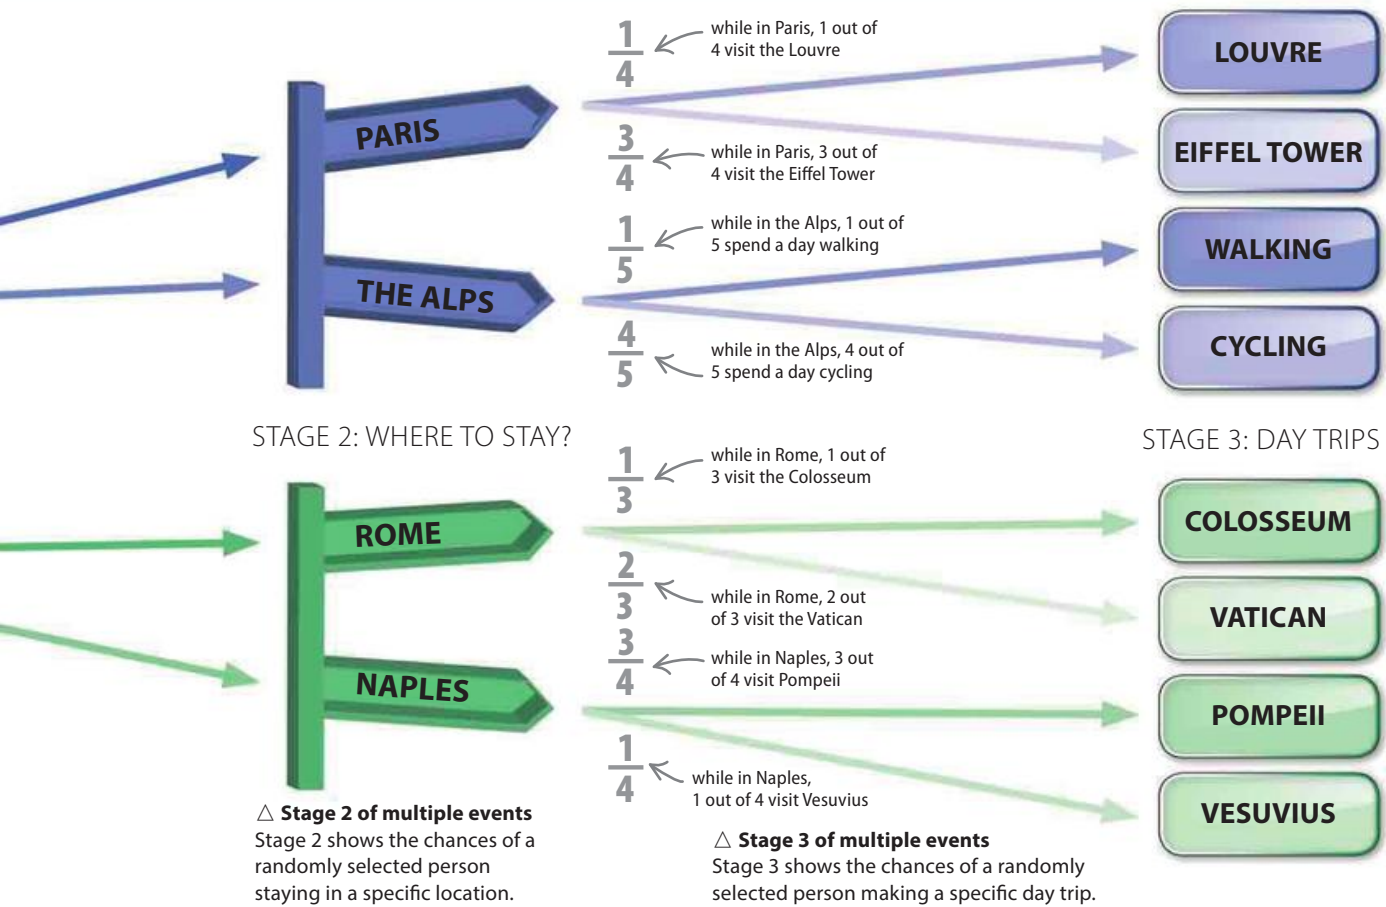 1
4
while in Paris, 1 out of
4 visit the Louvre
LOUVRE
PARIS
3
4
while in Paris, 3 out of
4 visit the Eiffel Tower
EIFFEL TOWER
1
5
while in the Alps, 1 out of
5 spend a day walking
WALKING
THE ALPS
4
5
while in the Alps, 4 out of
5 spend a day cycling
CYCLING
STAGE 2: WHERE TO STAY?
STAGE 3: DAY TRIPS
1
3
while in Rome, 1 out of
3 visit the Colosseum
COLOSSEUM
ROME
2
3
while in Rome, 2 out
of 3 visit the Vatican
VATICAN
3
4
while in Naples, 3 out
of 4 visit Pompeii
POMPEII
NAPLES
1
4
while in Naples,
1 out of 4 visit Vesuvius
VESUVIUS
△ Stage 2 of multiple events
Stage 2 shows the chances of a
randomly selected person
staying in a specific location.
△ Stage 3 of multiple events
Stage 3 shows the chances of a randomly
selected person making a specific day trip.